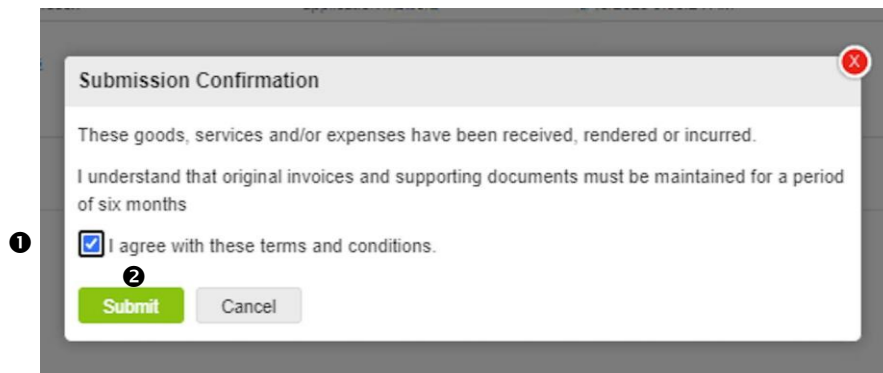 Submission Confirmation
X
These goods, services and/or expenses have been received, rendered or incurred.
I understand that original invoices and supporting documents must be maintained for a period
of six months
❶ I agree with these terms and conditions.
❷
Submit Cancel